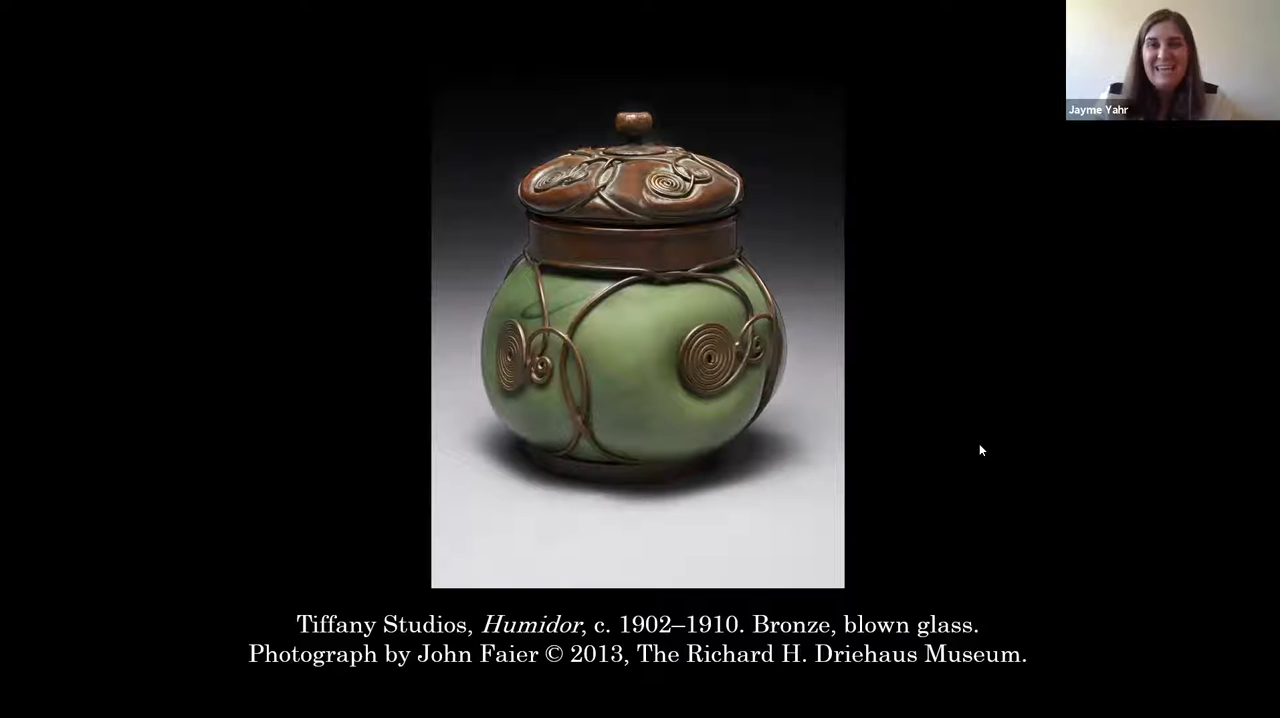 Jayme Yahr
Tiffany Studios, Humidor, c. 1902–1910. Bronze, blown glass.
Photograph by John Faier © 2013, The Richard H. Driehaus Museum.